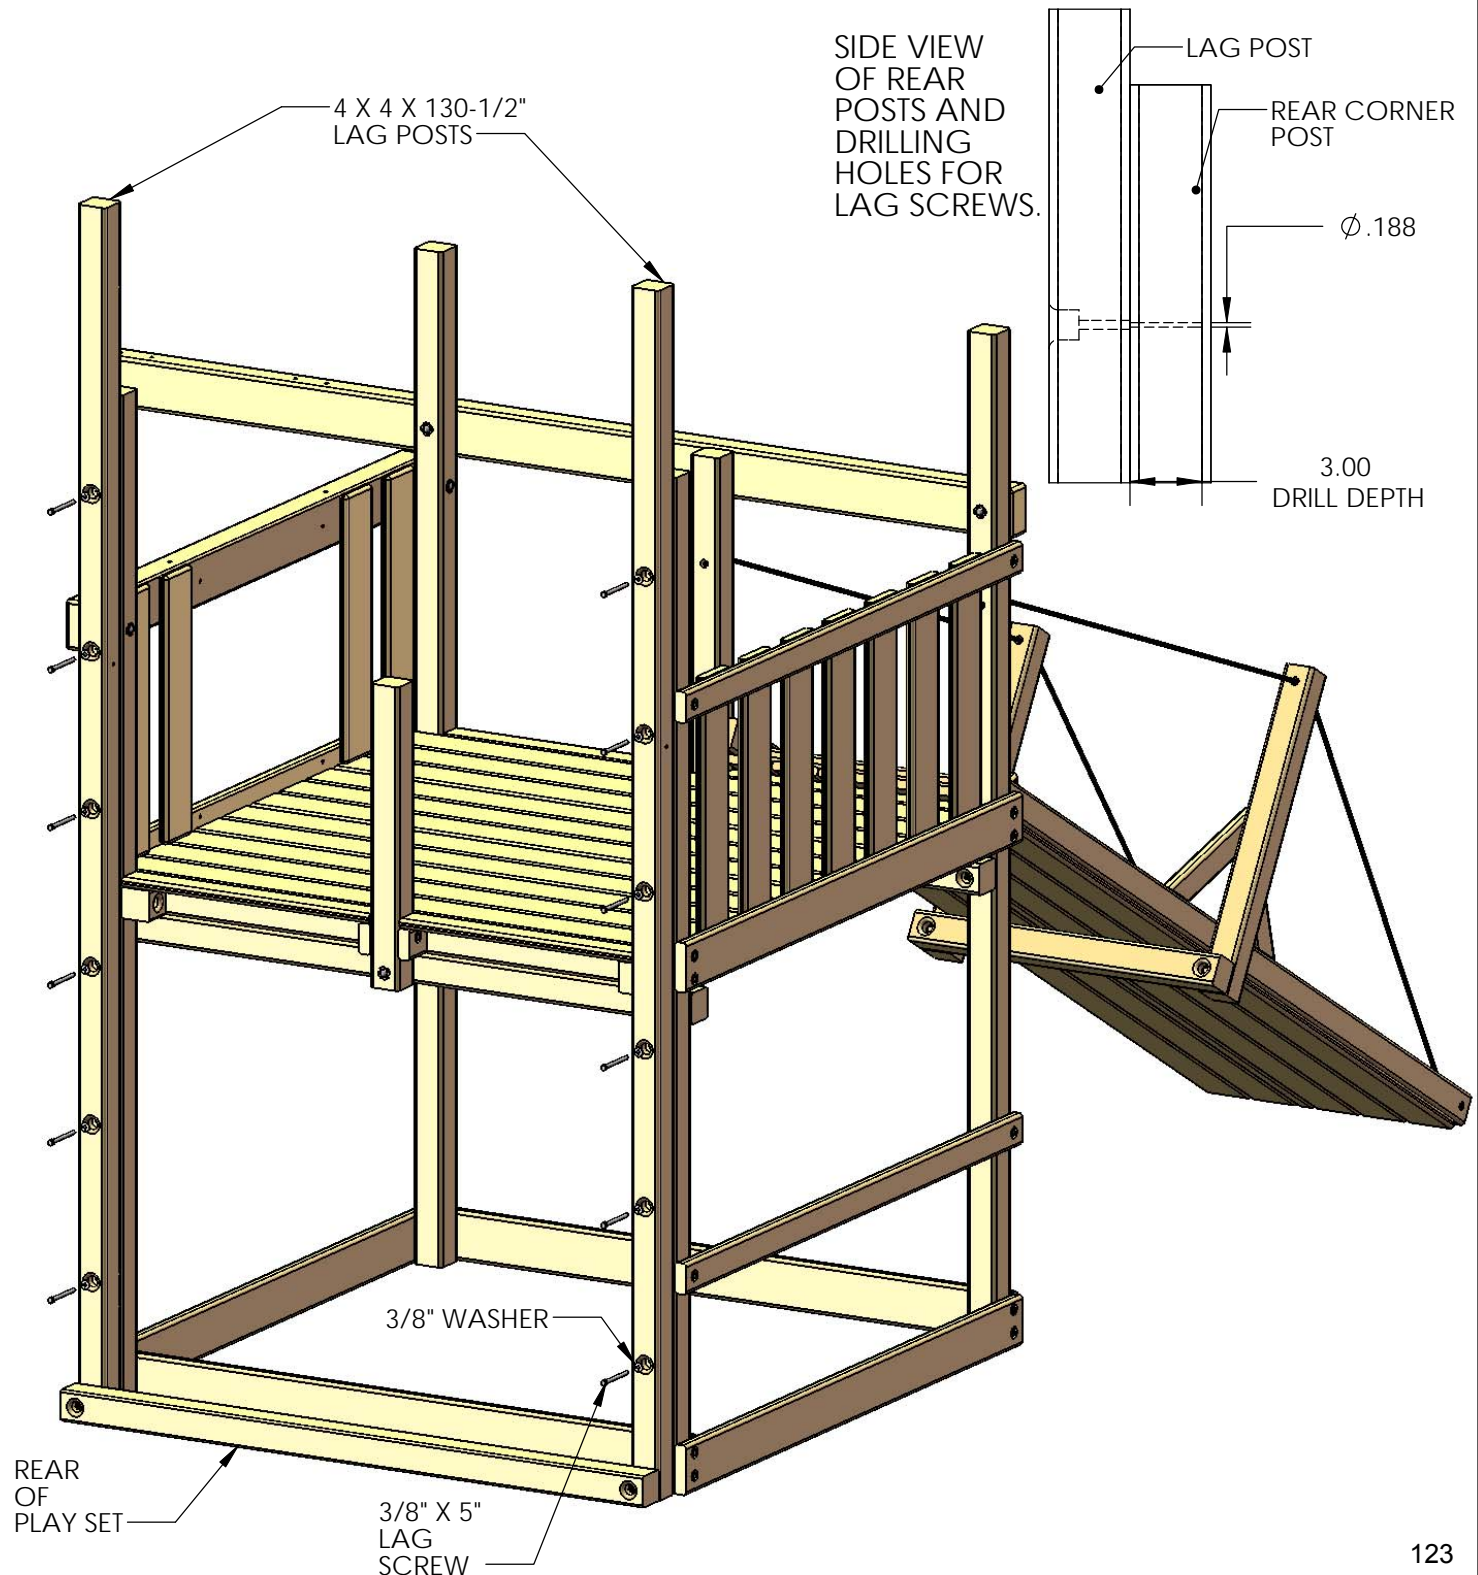 SIDE VIEW
OF REAR
POSTS AND
DRILLING
HOLES FOR
LAG SCREWS.
LAG POST
REAR CORNER
POST
Ø.188
3.00
DRILL DEPTH
4 X 4 X 130-1/2"
LAG POSTS
3/8" WASHER
REAR
OF
PLAY SET
3/8" X 5"
LAG
SCREW
123